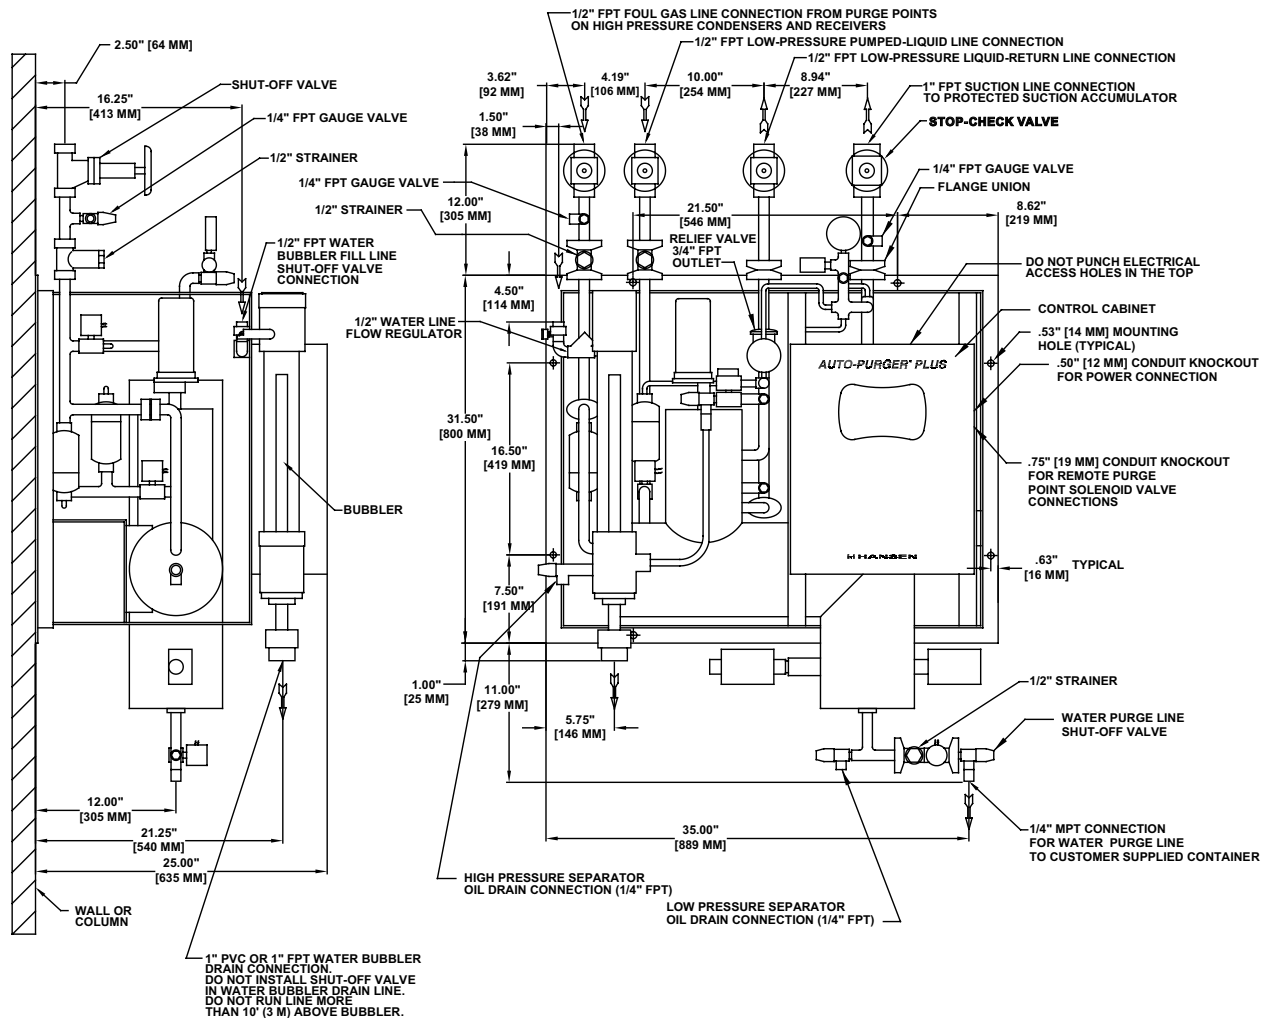 2.50" [64 MM]
SHUT-OFF VALVE
16.25"
[413 MM]
1/4" FPT GAUGE VALVE
1/2" STRAINER
1/2" FPT WATER
BUBBLER FILL LINE
SHUT-OFF VALVE
CONNECTION
BUBBLER
12.00"
[305 MM]
21.25"
[540 MM]
25.00"
[635 MM]
WALL OR
COLUMN
1" PVC OR 1" FPT WATER BUBBLER
DRAIN CONNECTION.
DO NOT INSTALL SHUT-OFF VALVE
IN WATER BUBBLER DRAIN LINE.
DO NOT RUN LINE MORE
THAN 10' (3 M) ABOVE BUBBLER.
1/2" FPT FOUL GAS LINE CONNECTION FROM PURGE POINTS
ON HIGH PRESSURE CONDENSERS AND RECEIVERS
1/2" FPT LOW-PRESSURE PUMPED-LIQUID LINE CONNECTION
1/2" FPT LOW-PRESSURE LIQUID-RETURN LINE CONNECTION
3.62"
[92 MM]
4.19"
[106 MM]
10.00"
[254 MM]
8.94"
[227 MM]
1" FPT SUCTION LINE CONNECTION
TO PROTECTED SUCTION ACCUMULATOR
STOP-CHECK VALVE
1.50"
[38 MM]
1/4" FPT GAUGE VALVE
12.00"
[305 MM]
1/2" STRAINER
1/4" FPT GAUGE VALVE
FLANGE UNION
21.50"
[546 MM]
8.62"
[219 MM]
RELIEF VALVE
3/4" FPT
OUTLET
DO NOT PUNCH ELECTRICAL
ACCESS HOLES IN THE TOP
4.50"
[114 MM]
CONTROL CABINET
1/2" WATER LINE
FLOW REGULATOR
.53" [14 MM] MOUNTING
HOLE (TYPICAL)
AUTO-PURGER® PLUS
.50" [12 MM] CONDUIT KNOCKOUT
FOR POWER CONNECTION
31.50"
[800 MM]
16.50"
[419 MM]
.75" [19 MM] CONDUIT KNOCKOUT
FOR REMOTE PURGE
POINT SOLENOID VALVE
CONNECTIONS
HANSEN
.63"
[16 MM]
TYPICAL
7.50"
[191 MM]
1.00"
[25 MM]
11.00"
[279 MM]
5.75"
[146 MM]
1/2" STRAINER
WATER PURGE LINE
SHUT-OFF VALVE
35.00"
[889 MM]
1/4" MPT CONNECTION
FOR WATER PURGE LINE
TO CUSTOMER SUPPLIED CONTAINER
HIGH PRESSURE SEPARATOR
OIL DRAIN CONNECTION (1/4" FPT)
LOW PRESSURE SEPARATOR
OIL DRAIN CONNECTION (1/4" FPT)